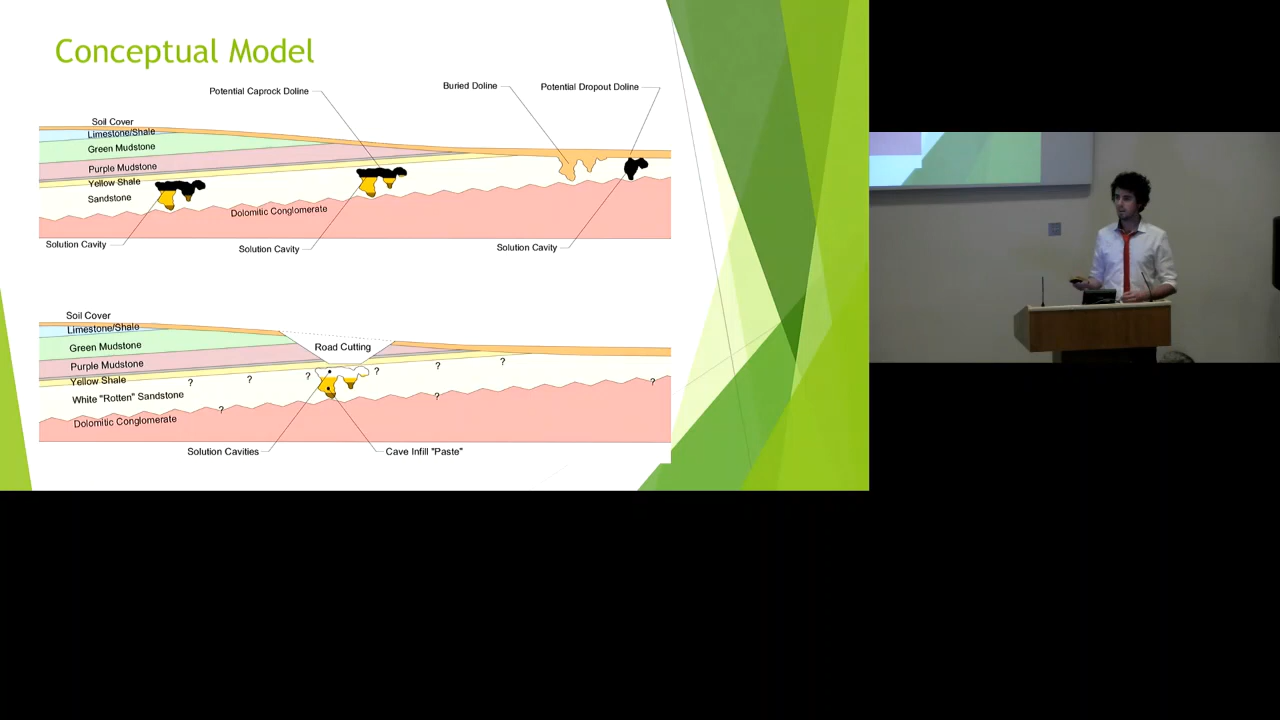 Conceptual Model
Potential Caprock Doline
Buried Doline
Potential Dropout Doline
Soil Cover
Limestone/Shale
Green Mudstone
Purple Mudstone
Yellow Shale
Sandstone
Dolomitic Conglomerate
Solution Cavity
Solution Cavity
Solution Cavity
Soil Cover
Limestone/Shale
Road Cutting
Green Mudstone
Purple Mudstone
? ? ? ? ? ?
Yellow Shale
?
White "Rotten" Sandstone
?
?
Dolomitic Conglomerate
Solution Cavities
Cave Infill "Paste"